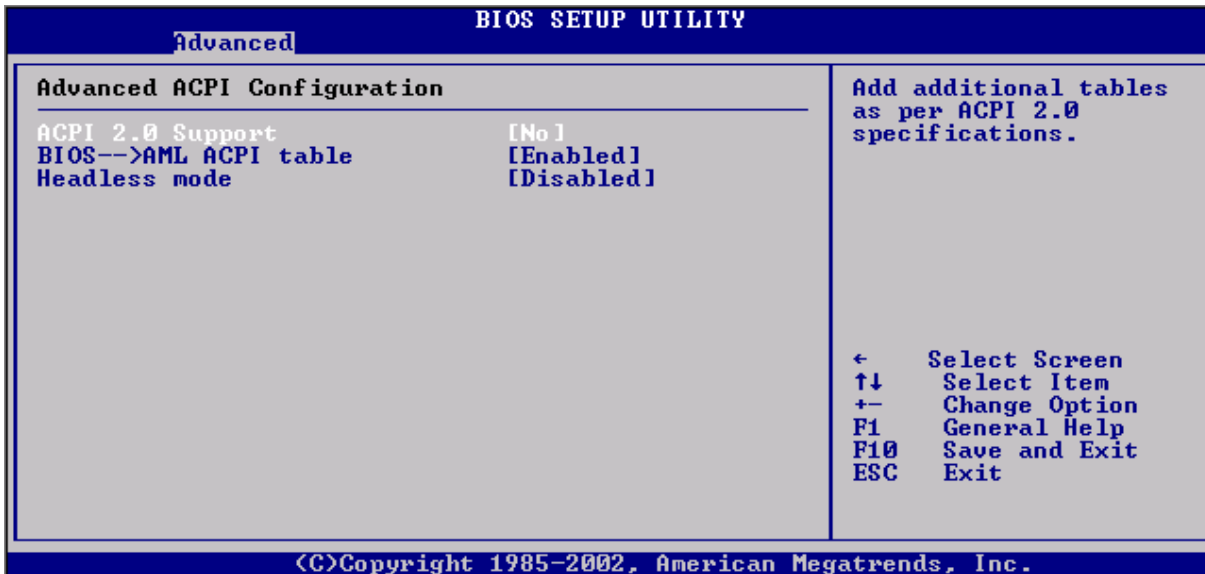 BIOS SETUP UTILITY
Advanced
Advanced ACPI Configuration
ACPI 2.0 Support [No]
BIOS-->AML ACPI table [Enabled]
Headless mode [Disabled]
Add additional tables
as per ACPI 2.0
specifications.
← Select Screen
↑↓ Select Item
+- Change Option
F1 General Help
F10 Save and Exit
ESC Exit
(C)Copyright 1985-2002, American Megatrends, Inc.